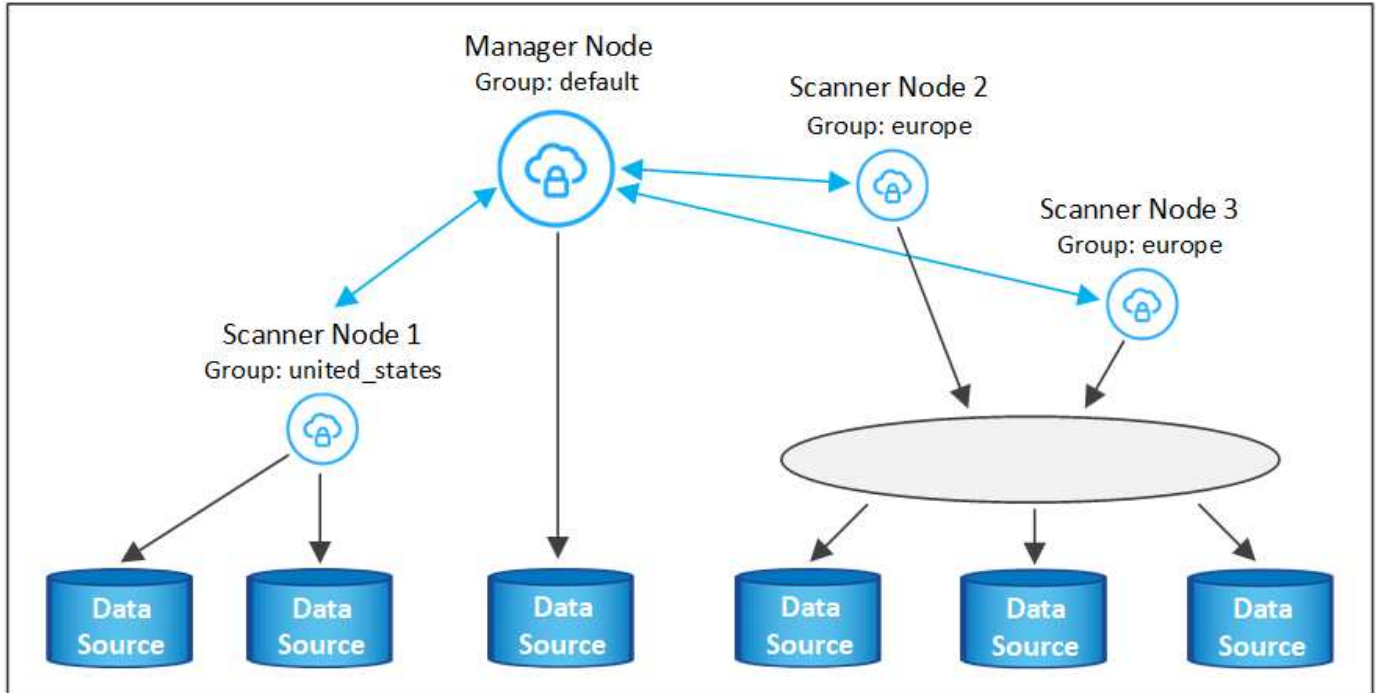 Manager Node
Group: default
Scanner Node 2
Group: europe
Scanner Node 3
Group: europe
Scanner Node 1
Group: united_states
Data
Source
Data
Source
Data
Source
Data
Source
Data
Source
Data
Source